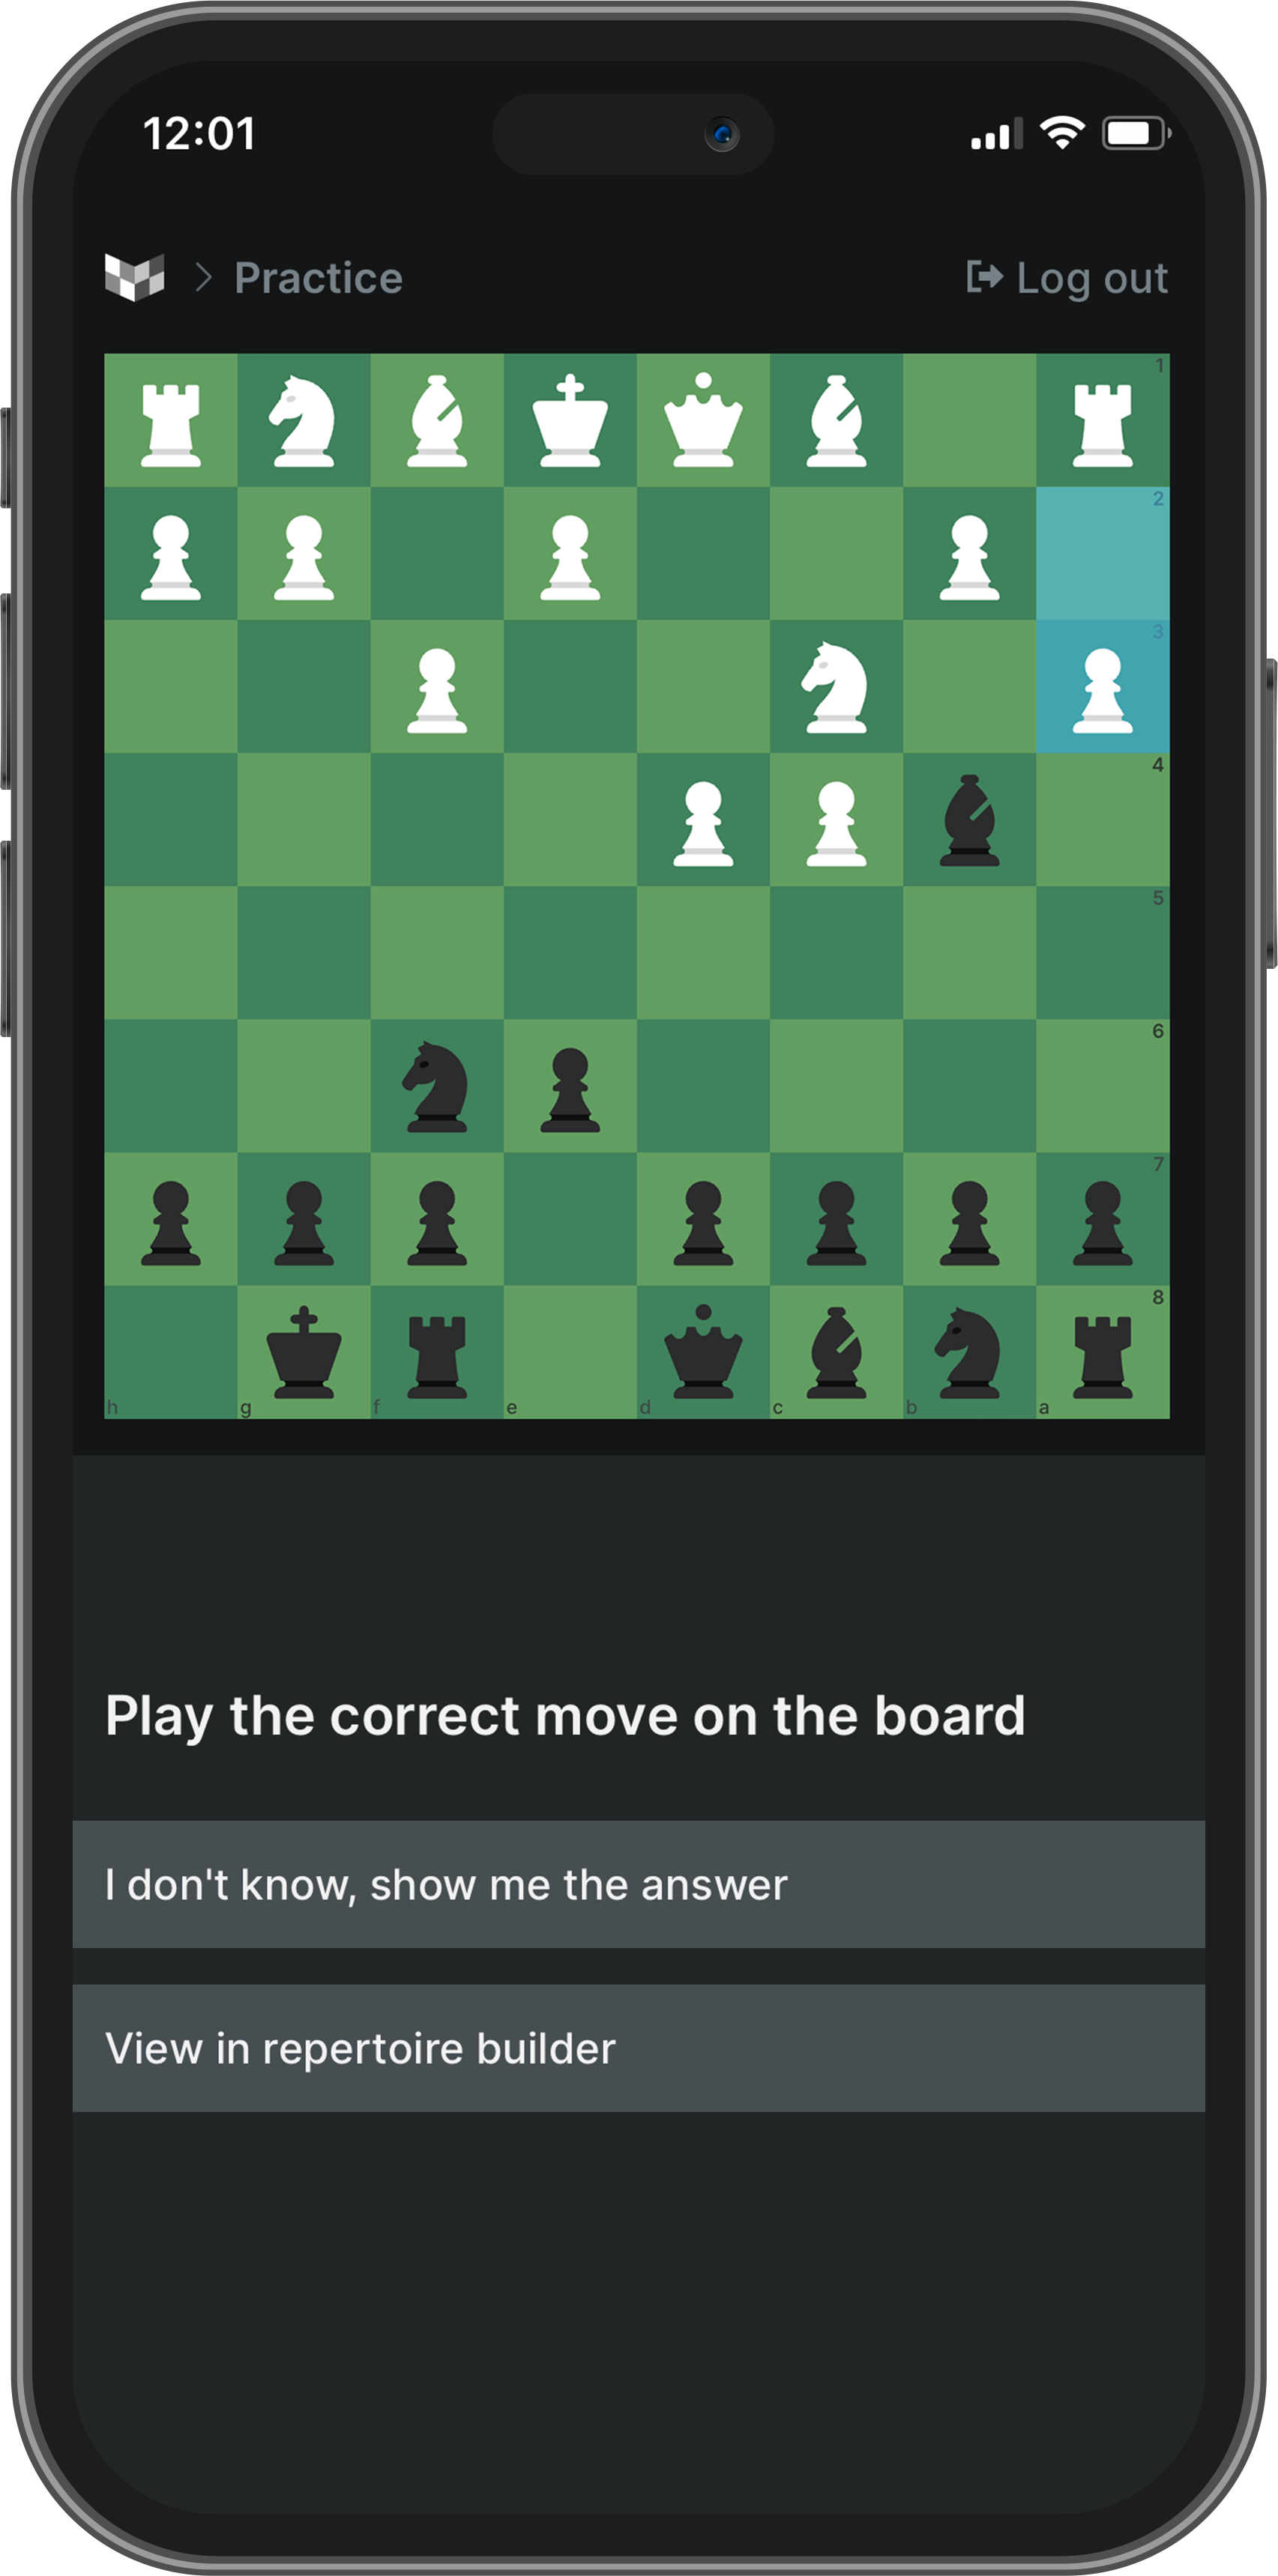 12:01
Practice
Log out
1
2
3
4
5
6
7
8
h g f e d c b a
Play the correct move on the board
I don't know, show me the answer
View in repertoire builder